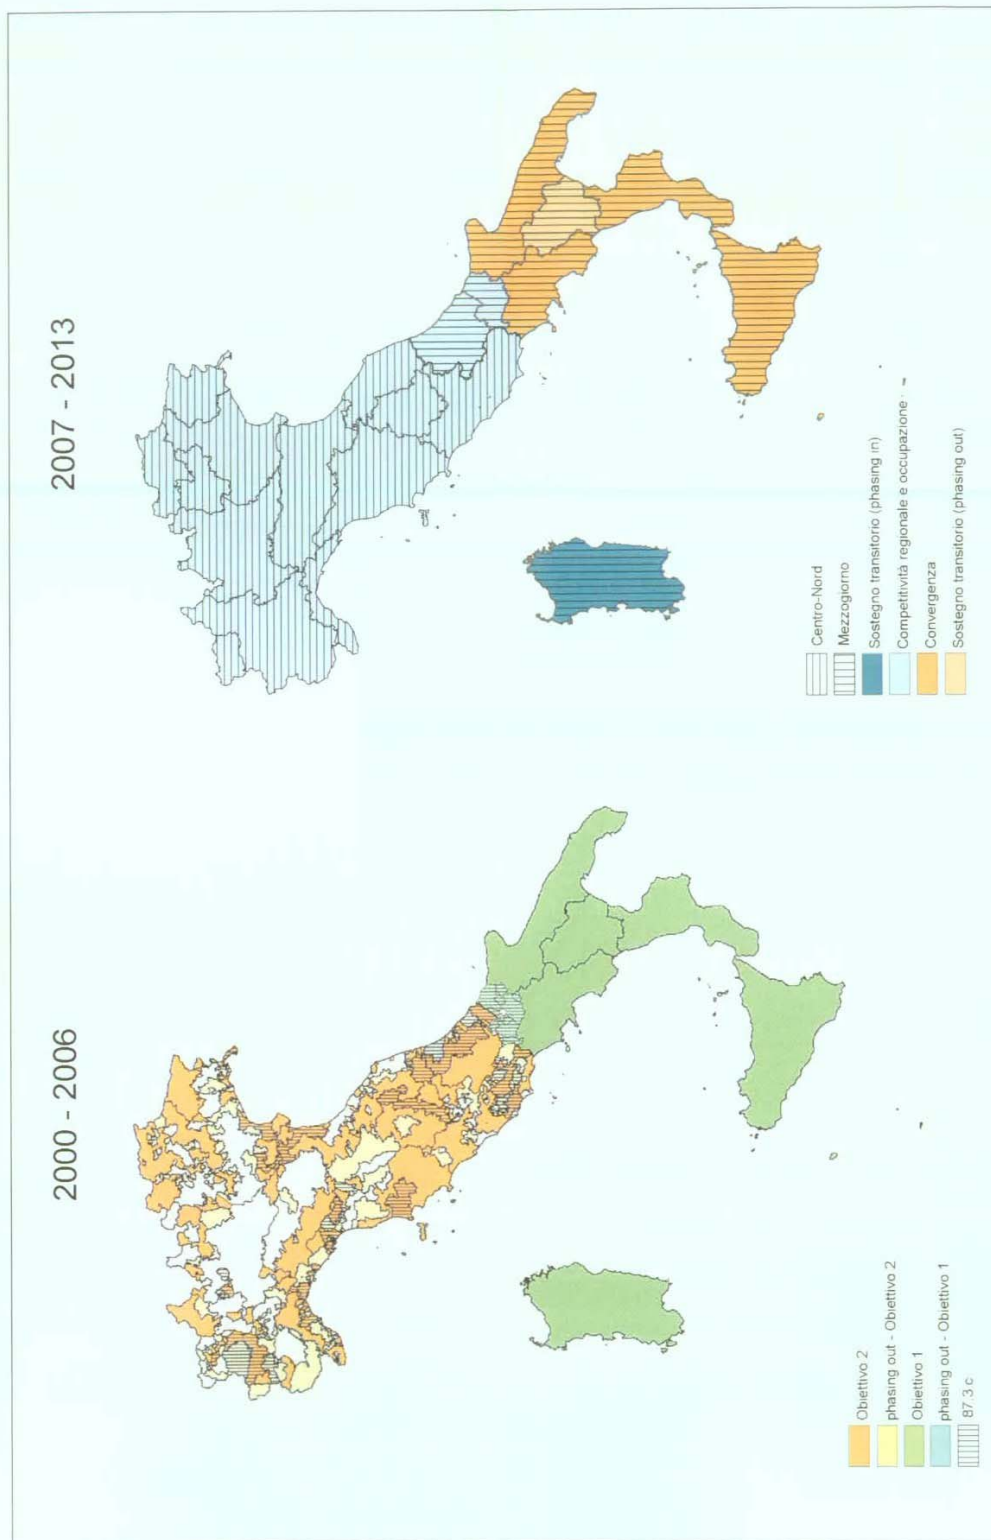 2000 - 2006
Obiettivo 2
phasing out - Obiettivo 2
Obiettivo 1
phasing out - Obiettivo 1
87.3 c
2007 - 2013
Centro-Nord
Mezzogiorno
Sostegno transitorio (phasing in)
Competitività regionale e occupazione
Convergenza
Sostegno transitorio (phasing out)